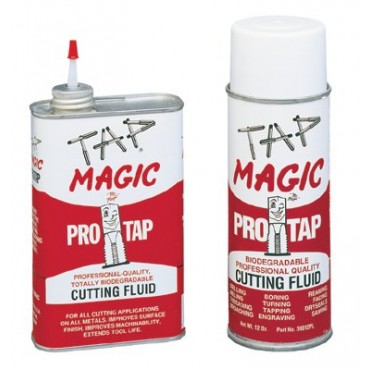 TAP
MAGIC
PRO TAP
PROFESSIONAL-QUALITY,
TOTALLY BIODEGRADABLE
CUTTING FLUID
FOR ALL CUTTING APPLICATIONS
ON ALL METALS. IMPROVES SURFACE
FINISH, IMPROVES MACHINABILITY,
EXTENDS TOOL LIFE.
TAP
MAGIC
PRO TAP
BIODEGRADABLE
PROFESSIONAL QUALITY
CUTTING FLUID
BORING REAMING
TURNING
TAPPING
BROACHING ENGRAVING SAWING
Net Wt. 12 Oz.